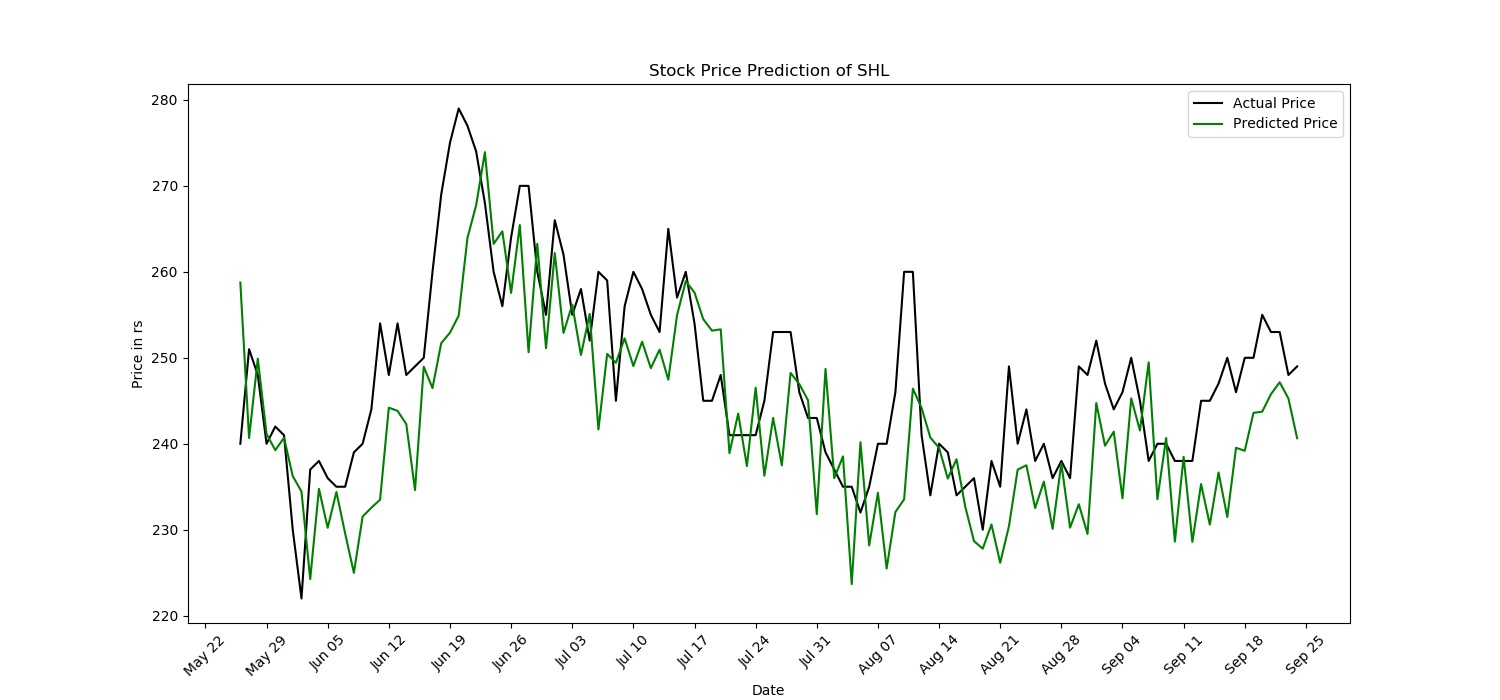 Stock Price Prediction of SHL
Actual Price
Predicted Price
Price in rs
280
270
260
250
240
230
220
May 22
May 29
Jun 05
Jun 12
Jun 19
Jun 26
Jul 03
Jul 10
Jul 17
Jul 24
Jul 31
Aug 07
Aug 14
Aug 21
Aug 28
Sep 04
Sep 11
Sep 18
Sep 25
Date